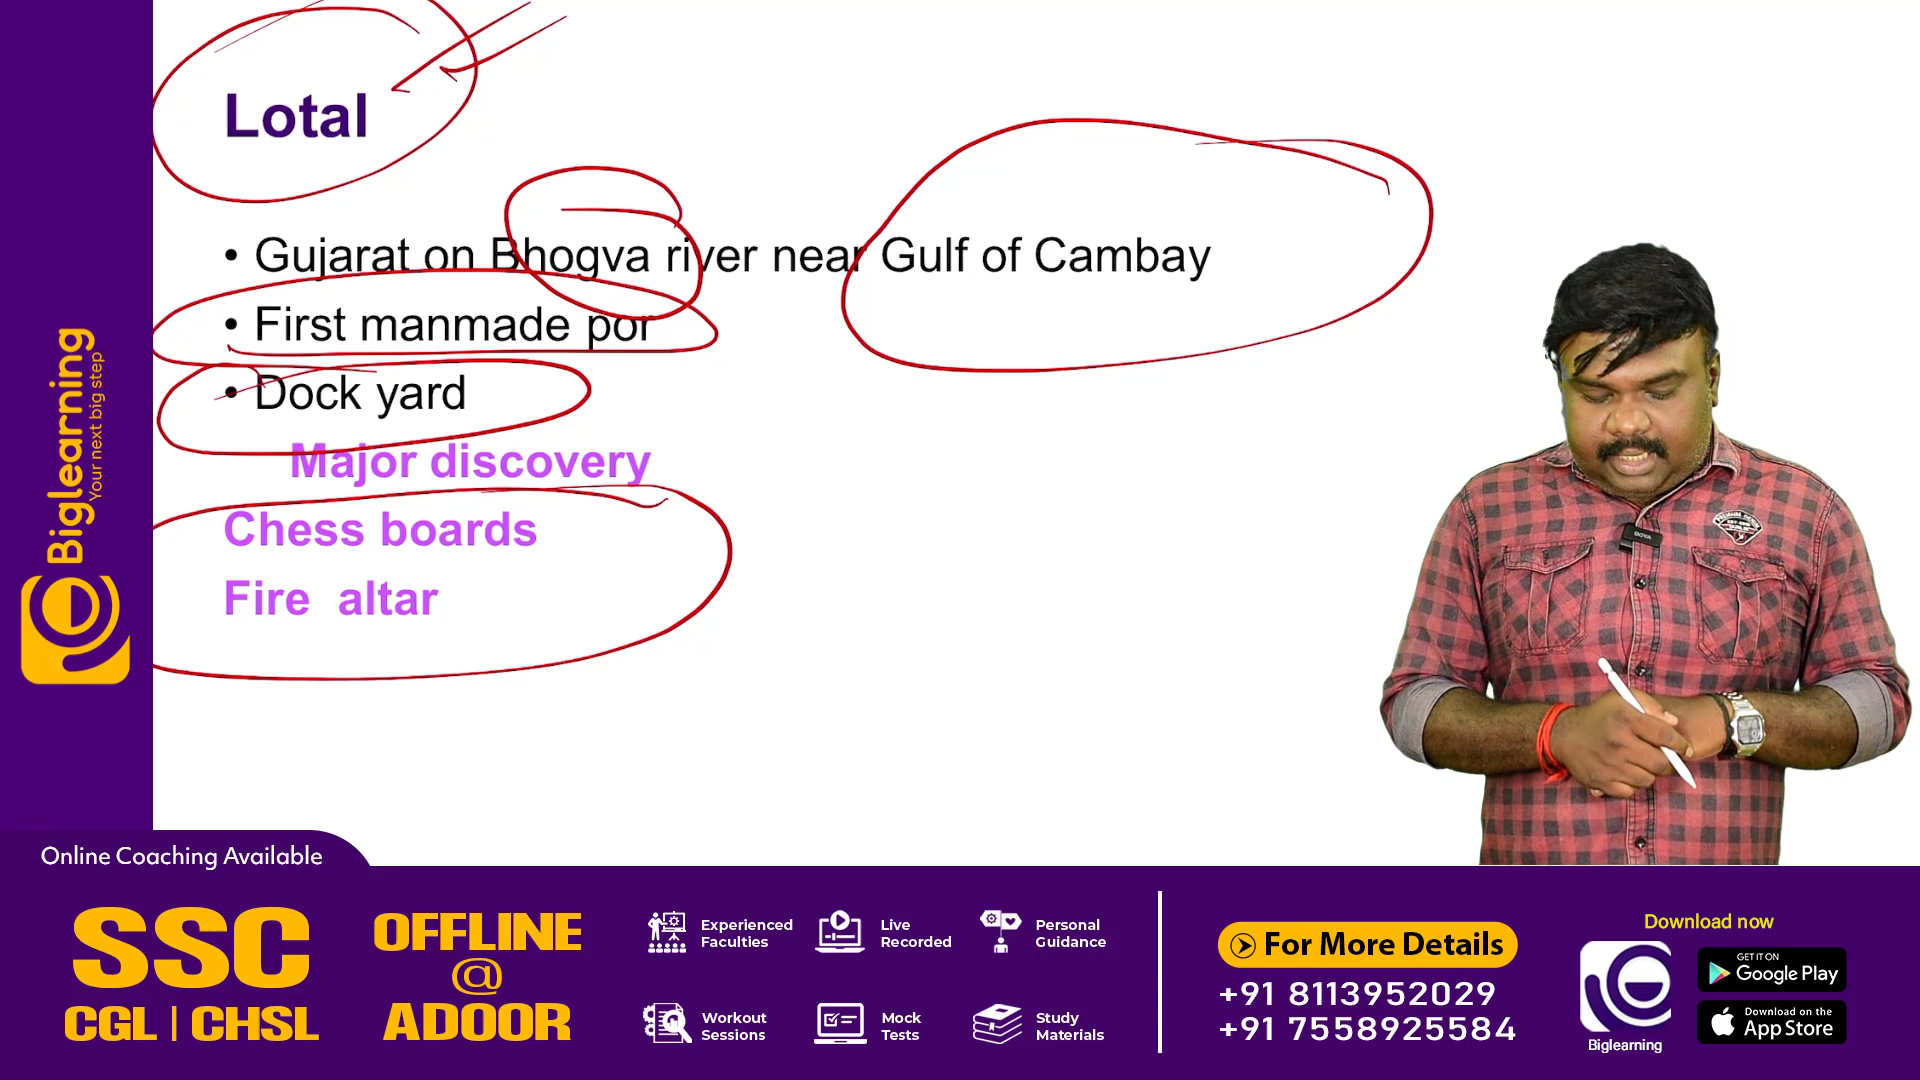 Lotal
• Gujarat on Bhogva river near Gulf of Cambay
• First manmade por
• Dock yard
Major discovery
Chess boards
Fire altar
Biglearning
Your next big step
Online Coaching Available
SSC
CGL | CHSL
OFFLINE
@
ADOOR
Experienced
Faculties
Live
Recorded
Personal
Guidance
Workout
Sessions
Mock
Tests
Study
Materials
For More Details
+91 8113952029
+91 7558925584
Download now
Biglearning
GET IT ON
Google Play
Download on the
App Store
BOYA